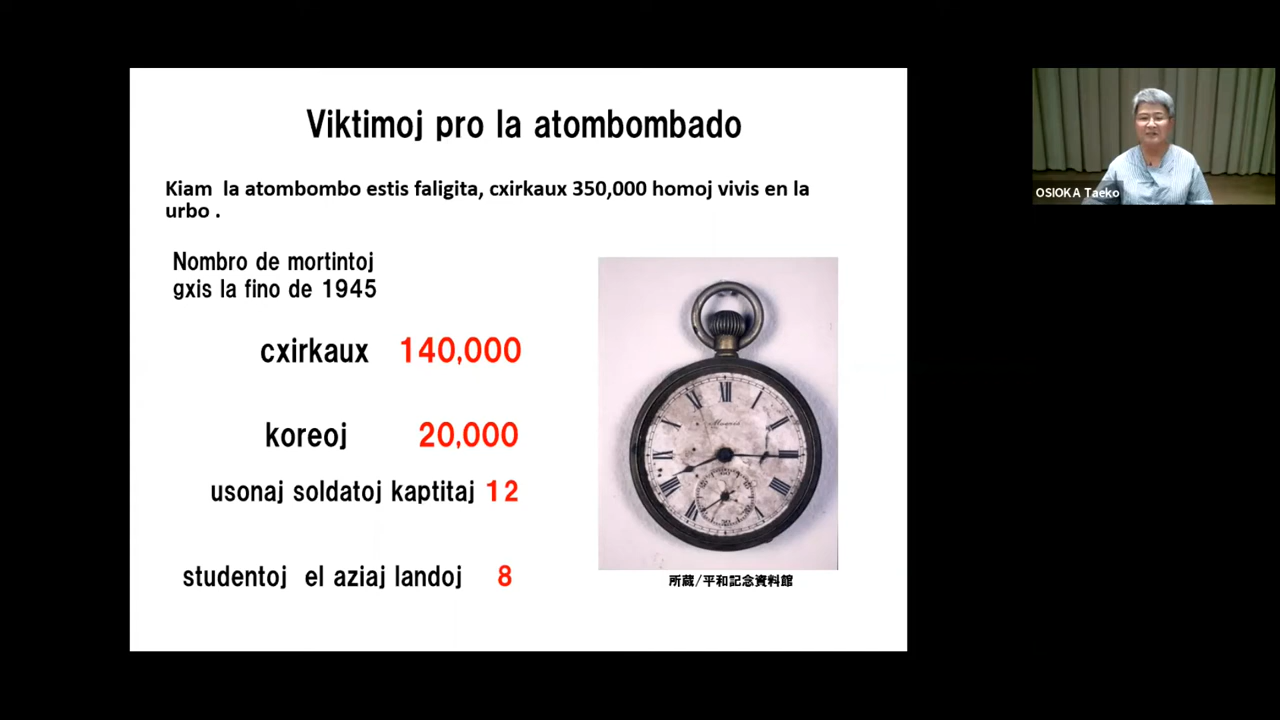 Viktimoj pro la atombombado
Kiam la atombombo estis faligita, cxirkaux 350,000 homoj vivis en la
urbo .
Nombro de mortintoj
gxis la fino de 1945
cxirkaux 140,000
koreoj 20,000
usonaj soldatoj kaptitaj 12
studentoj el aziaj landoj 8
所蔵/平和記念資料館
OSIOKA Taeko